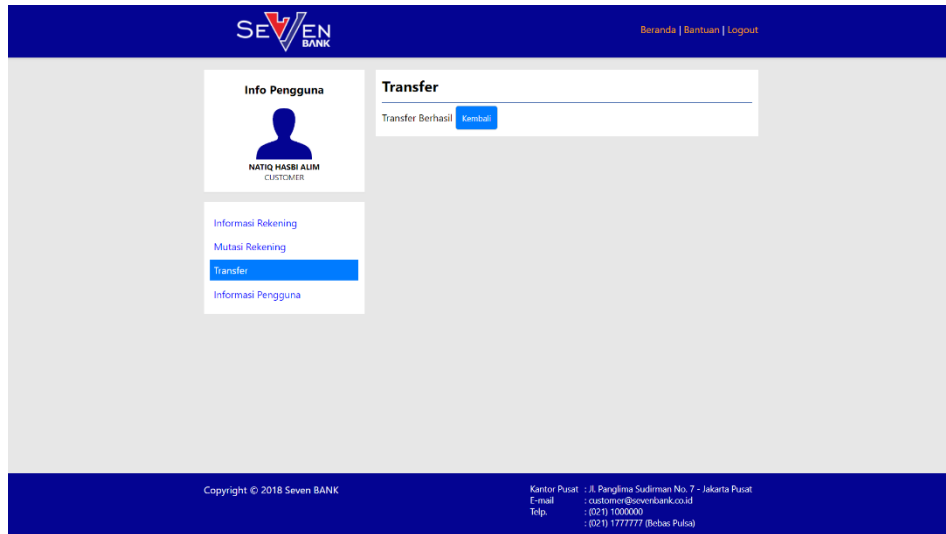 SEVEN
BANK
Beranda | Bantuan | Logout
Info Pengguna
NATIQ HASBI ALIM
CUSTOMER
Informasi Rekening
Mutasi Rekening
Transfer
Informasi Pengguna
Transfer
Transfer Berhasil Kembali
Copyright © 2018 Seven BANK
Kantor Pusat : Jl. Panglima Sudirman No. 7 - Jakarta Pusat
E-mail : customer@sevenbank.co.id
Telp. : (021) 1000000
: (021) 1777777 (Bebas Pulsa)